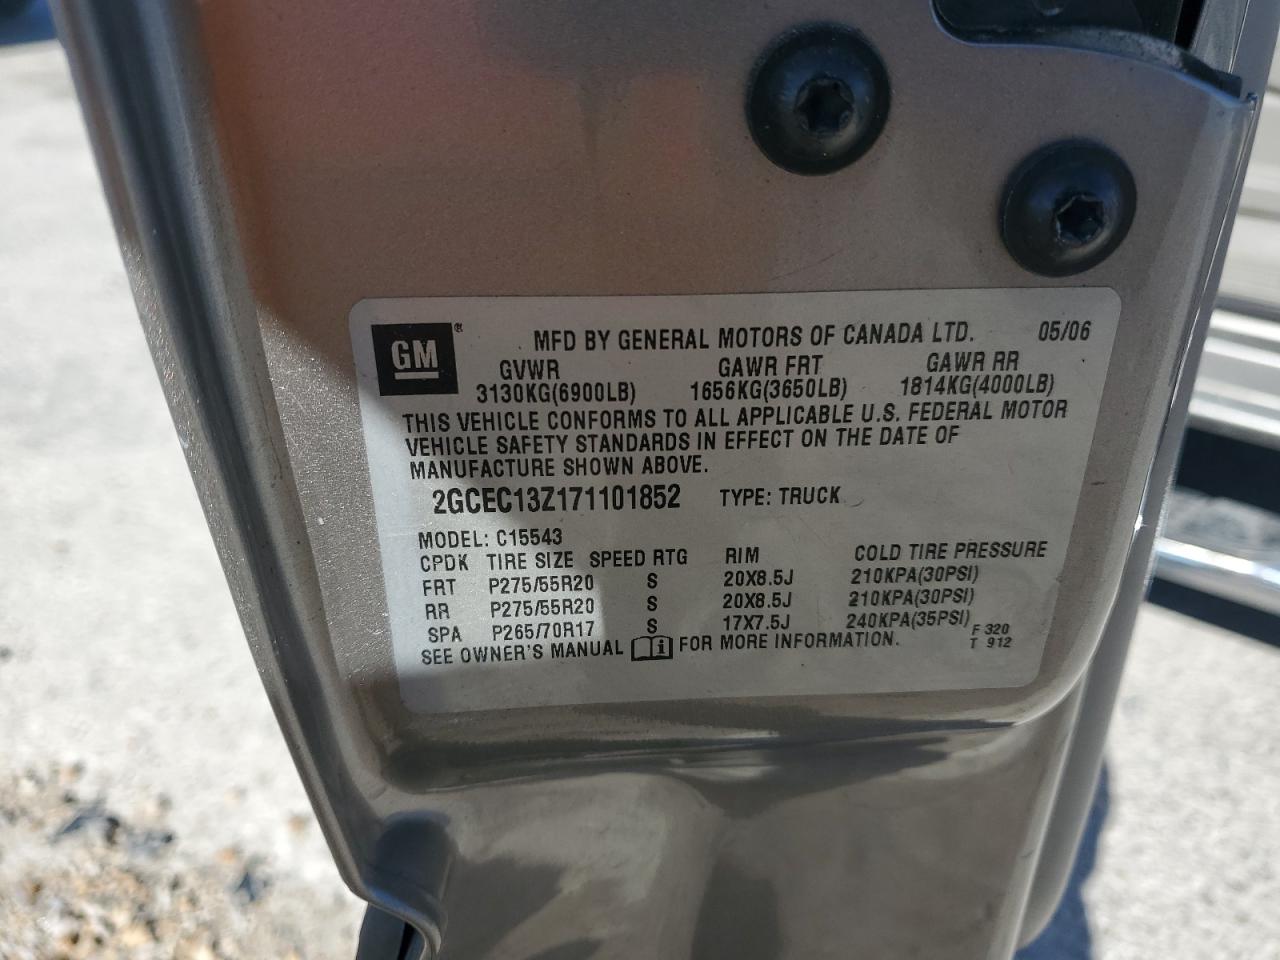 GM®
MFD BY GENERAL MOTORS OF CANADA LTD. 05/06
GVWR GAWR FRT GAWR RR
3130KG(6900LB) 1656KG(3650LB) 1814KG(4000LB)
THIS VEHICLE CONFORMS TO ALL APPLICABLE U.S. FEDERAL MOTOR
VEHICLE SAFETY STANDARDS IN EFFECT ON THE DATE OF
MANUFACTURE SHOWN ABOVE.
2GCEC13Z171101852 TYPE: TRUCK
MODEL: C15543
CPDK TIRE SIZE SPEED RTG RIM COLD TIRE PRESSURE
FRT P275/55R20 S 20X8.5J 210KPA(30PSI)
RR P275/55R20 S 20X8.5J 210KPA(30PSI)
SPA P265/70R17 S 17X7.5J 240KPA(35PSI)
SEE OWNER'S MANUAL i FOR MORE INFORMATION.
F 320
T 912